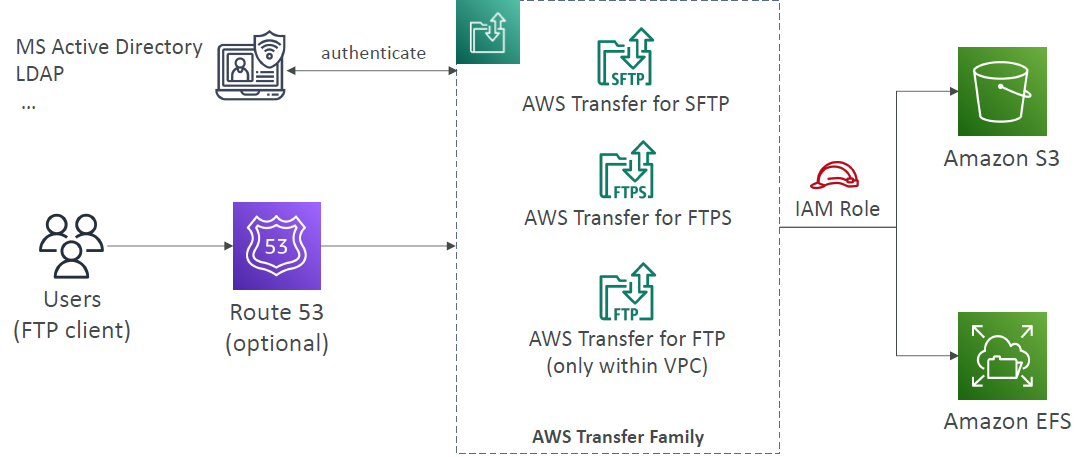 MS Active Directory
LDAP
...
authenticate
Users
(FTP client)
53
Route 53
(optional)
SFTP
AWS Transfer for SFTP
FTPS
AWS Transfer for FTPS
FTP
AWS Transfer for FTP
(only within VPC)
AWS Transfer Family
IAM Role
Amazon S3
Amazon EFS